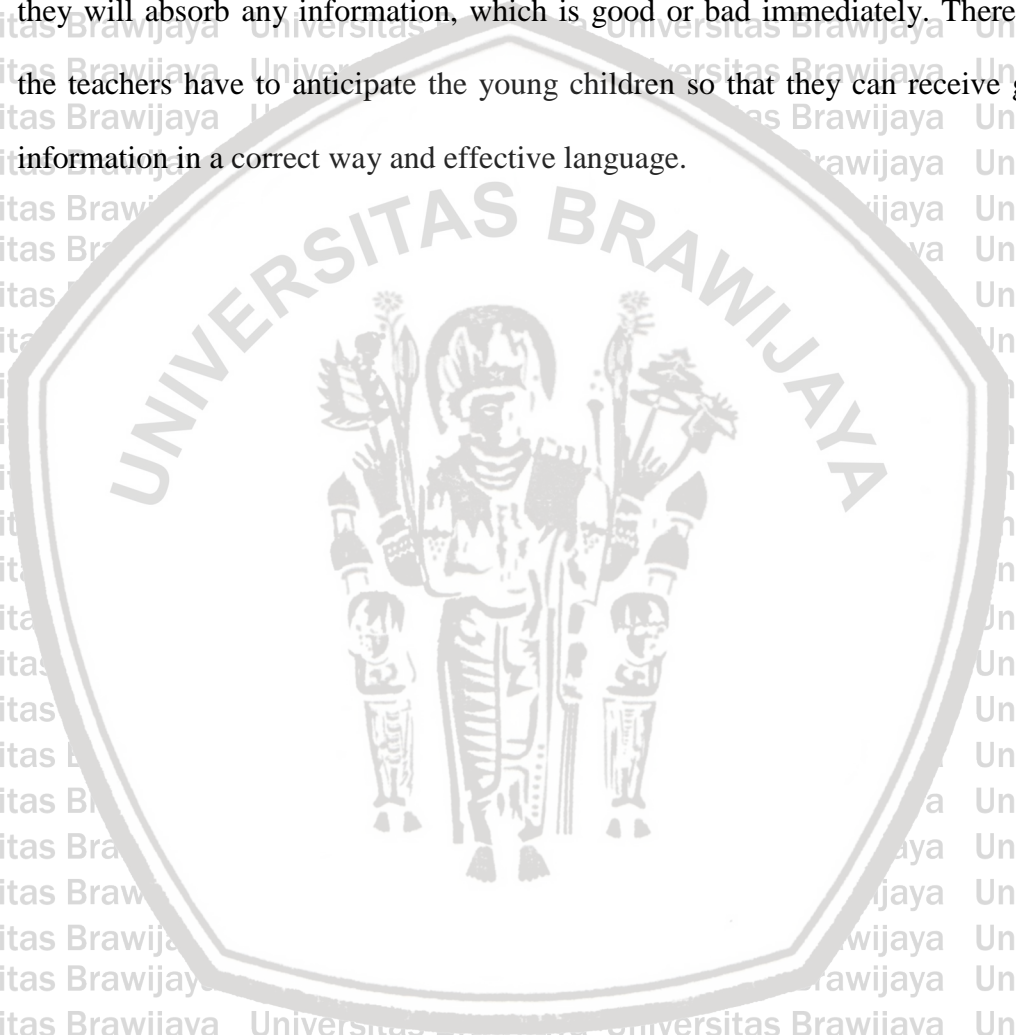 they will absorb any information, which is good or bad immediately. There
the teachers have to anticipate the young children so that they can receive g
information in a correct way and effective language.
UNIVERSITAS BRAWIJAYA